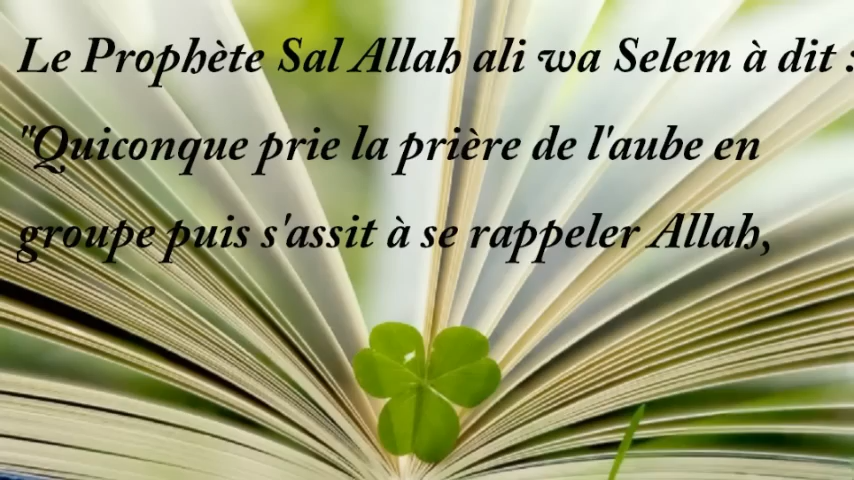 Le Prophète Sal Allah ali wa Selem à dit :
"Quiconque prie la prière de l'aube en
groupe puis s'assit à se rappeler Allah,